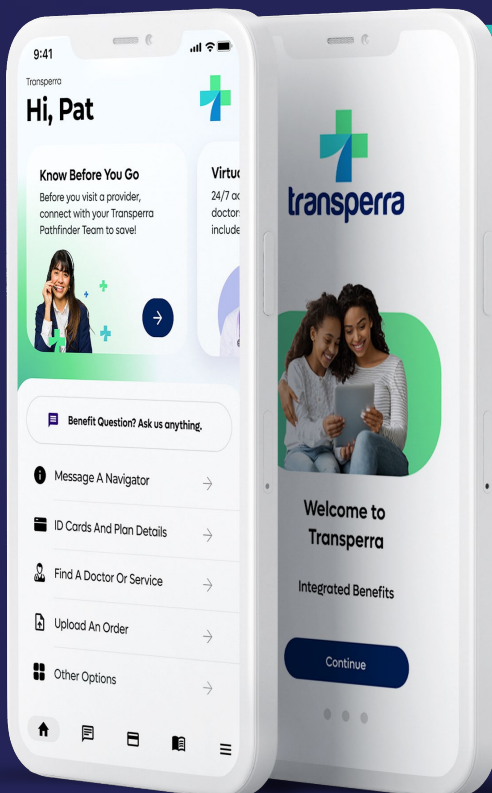 9:41
Transperra
Hi, Pat
Know Before You Go
Before you visit a provider,
connect with your Transperra
Pathfinder Team to save!
Virtu
24/7 ac
doctors
include
Benefit Question? Ask us anything.
Message A Navigator
ID Cards And Plan Details
Find A Doctor Or Service
Upload An Order
Other Options
transperra
Welcome to
Transperra
Integrated Benefits
Continue